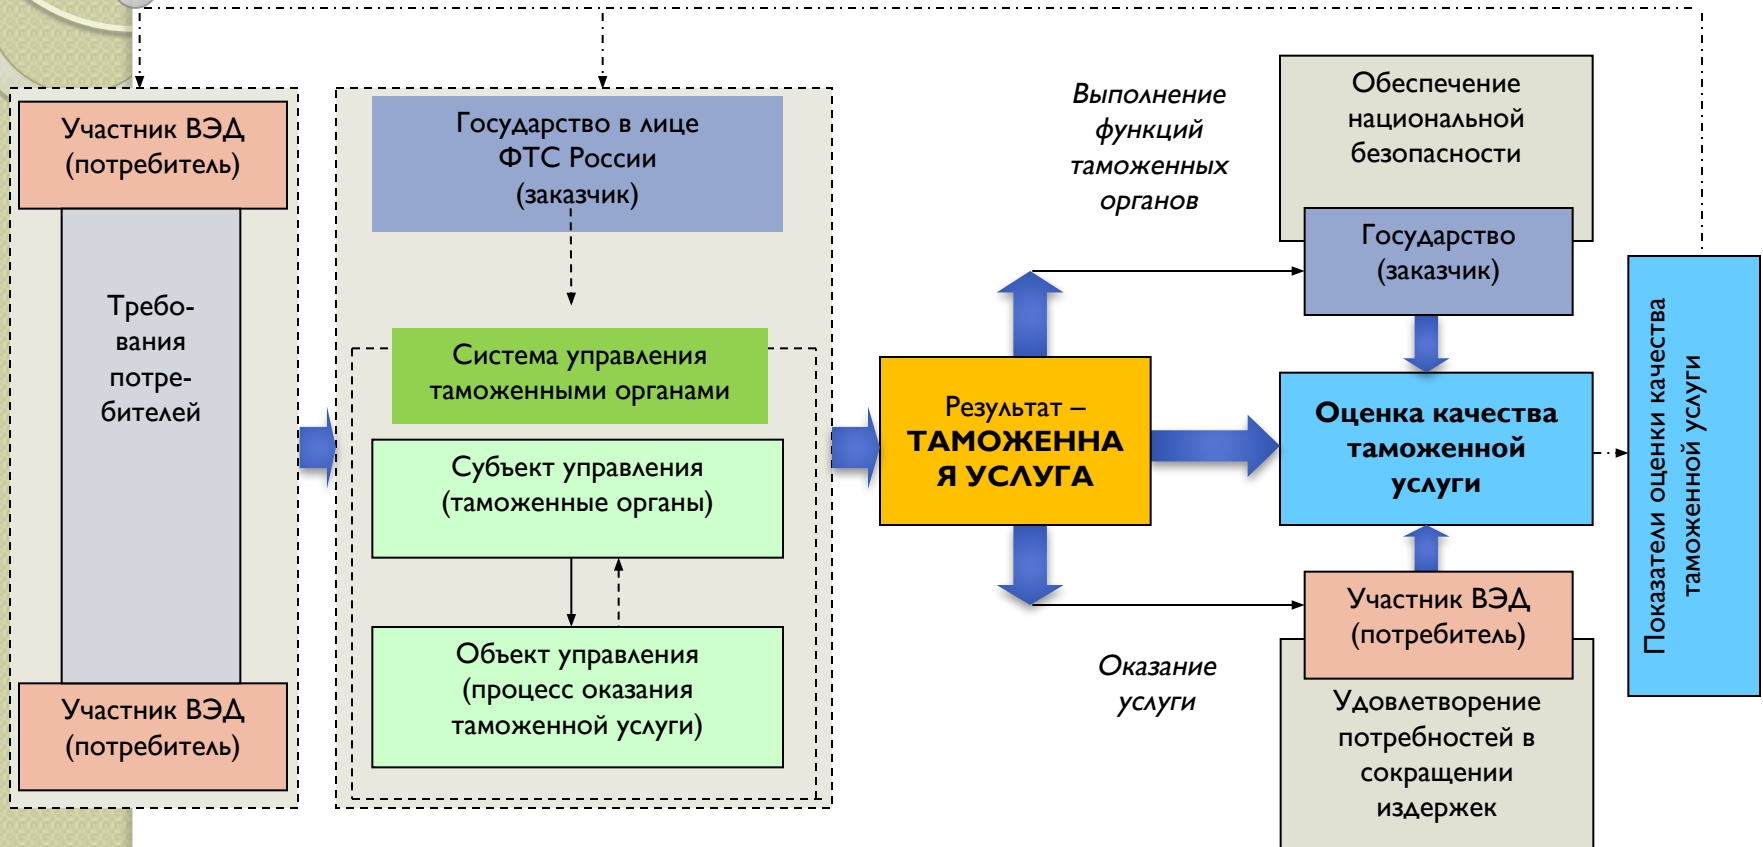 Участник ВЭД
(потребитель)
Требо-
вания
потре-
бителей
Участник ВЭД
(потребитель)
Государство в лице
ФТС России
(заказчик)
Система управления
таможенными органами
Субъект управления
(таможенные органы)
Объект управления
(процесс оказания
таможенной услуги)
Результат –
ТАМОЖЕННА
Я УСЛУГА
Выполнение
функций
таможенных
органов
Оказание
услуги
Обеспечение
национальной
безопасности
Государство
(заказчик)
Оценка качества
таможенной
услуги
Участник ВЭД
(потребитель)
Удовлетворение
потребностей в
сокращении
издержек
Показатели оценки качества
таможенной услуги